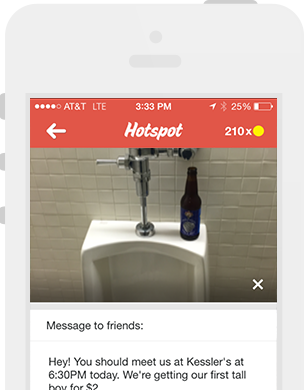 AT&T LTE 3:33 PM 25%
Hotspot 210x
Message to friends:
Hey! You should meet us at Kessler's at
6:30PM today. We're getting our first tall
boy for $2